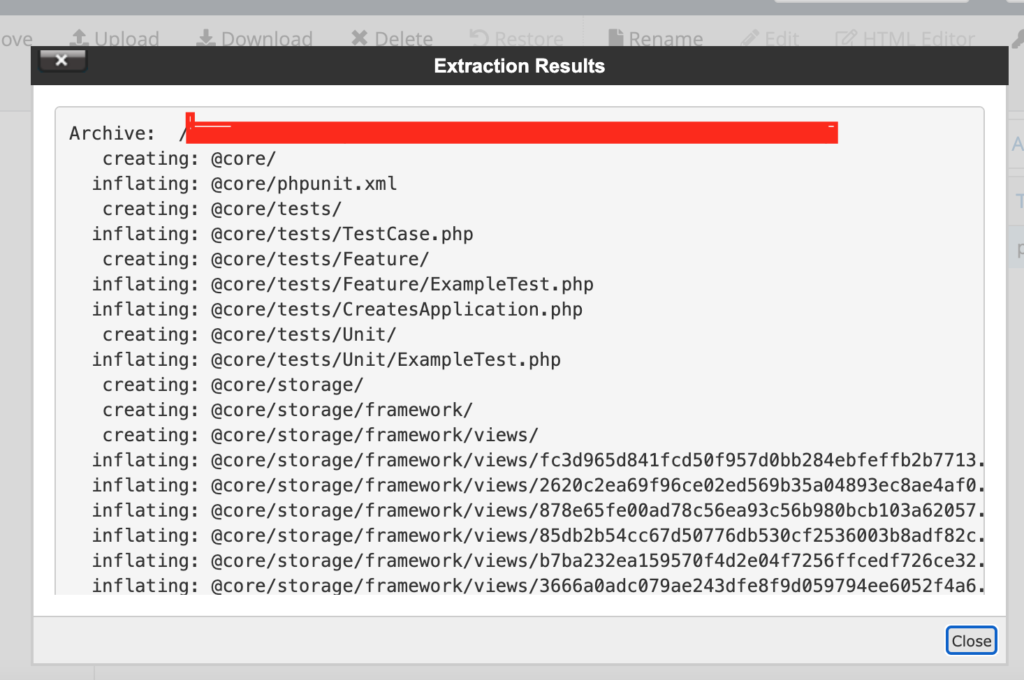 ove Upload Download Delete Restore Rename Edit HTML Editor
Extraction Results
Archive: /
creating: @core/
inflating: @core/phpunit.xml
creating: @core/tests/
inflating: @core/tests/TestCase.php
creating: @core/tests/Feature/
inflating: @core/tests/Feature/ExampleTest.php
inflating: @core/tests/CreatesApplication.php
creating: @core/tests/Unit/
inflating: @core/tests/Unit/ExampleTest.php
creating: @core/storage/
creating: @core/storage/framework/
creating: @core/storage/framework/views/
inflating: @core/storage/framework/views/fc3d965d841fcd50f957d0bb284ebfeffb2b7713.
inflating: @core/storage/framework/views/2620c2ea69f96ce02ed569b35a04893ec8ae4af0.
inflating: @core/storage/framework/views/878e65fe00ad78c56ea93c56b980bcb103a62057.
inflating: @core/storage/framework/views/85db2b54cc67d50776db530cf2536003b8adf82c.
inflating: @core/storage/framework/views/b7ba232ea159570f4d2e04f7256ffcedf726ce32.
inflating: @core/storage/framework/views/3666a0adc079ae243dfe8f9d059794ee6052f4a6.
Close